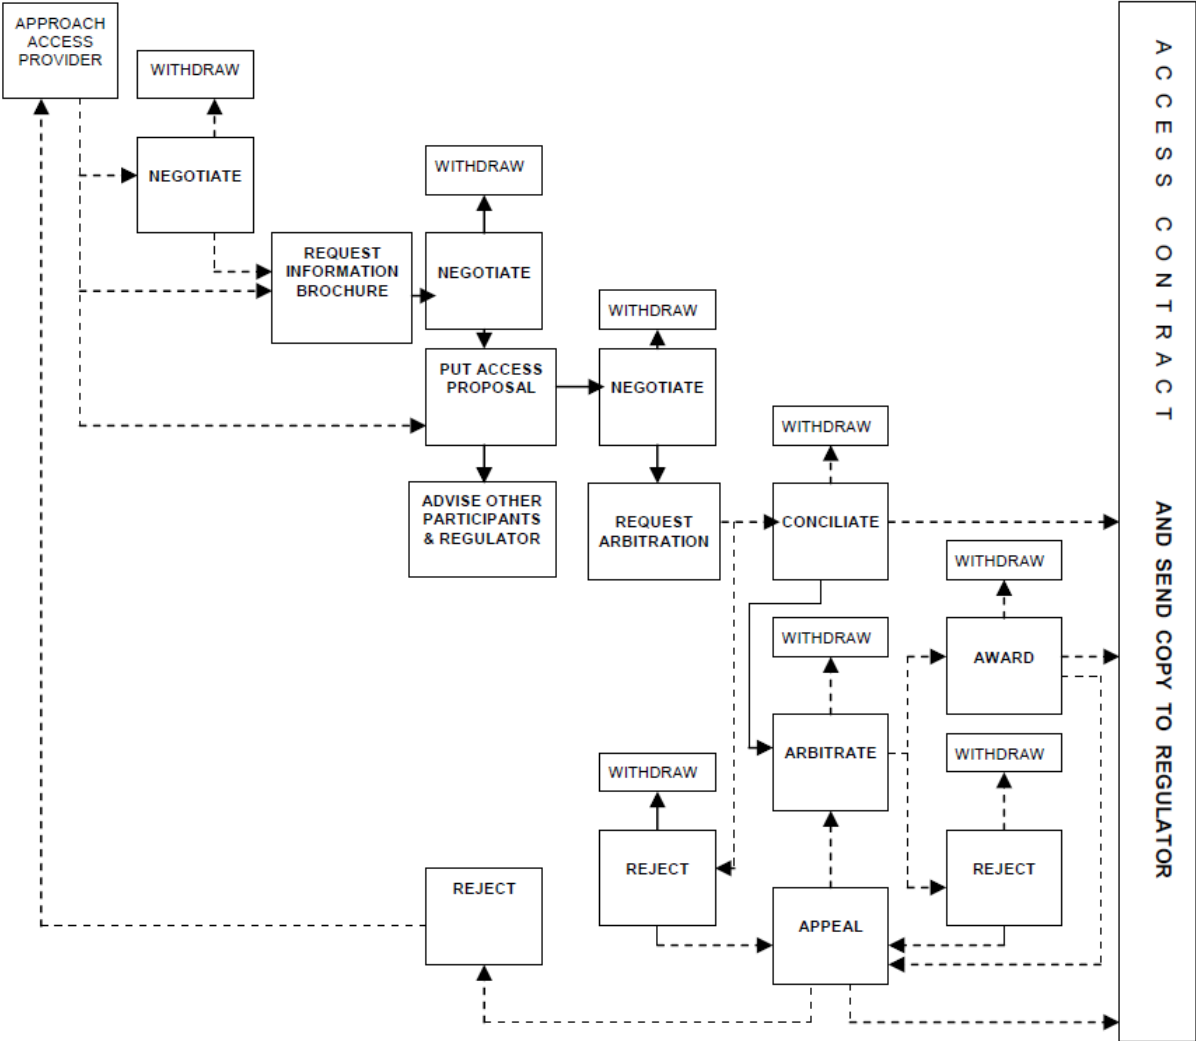 APPROACH
ACCESS
PROVIDER
WITHDRAW
NEGOTIATE
WITHDRAW
REQUEST
INFORMATION
BROCHURE
NEGOTIATE
WITHDRAW
PUT ACCESS
PROPOSAL
NEGOTIATE
WITHDRAW
ADVISE OTHER
PARTICIPANTS
& REGULATOR
REQUEST
ARBITRATION
CONCILIATE
WITHDRAW
WITHDRAW
AWARD
WITHDRAW
ARBITRATE
WITHDRAW
WITHDRAW
REJECT
REJECT
REJECT
APPEAL
ACCESS CONTRACT AND SEND COPY TO REGULATOR